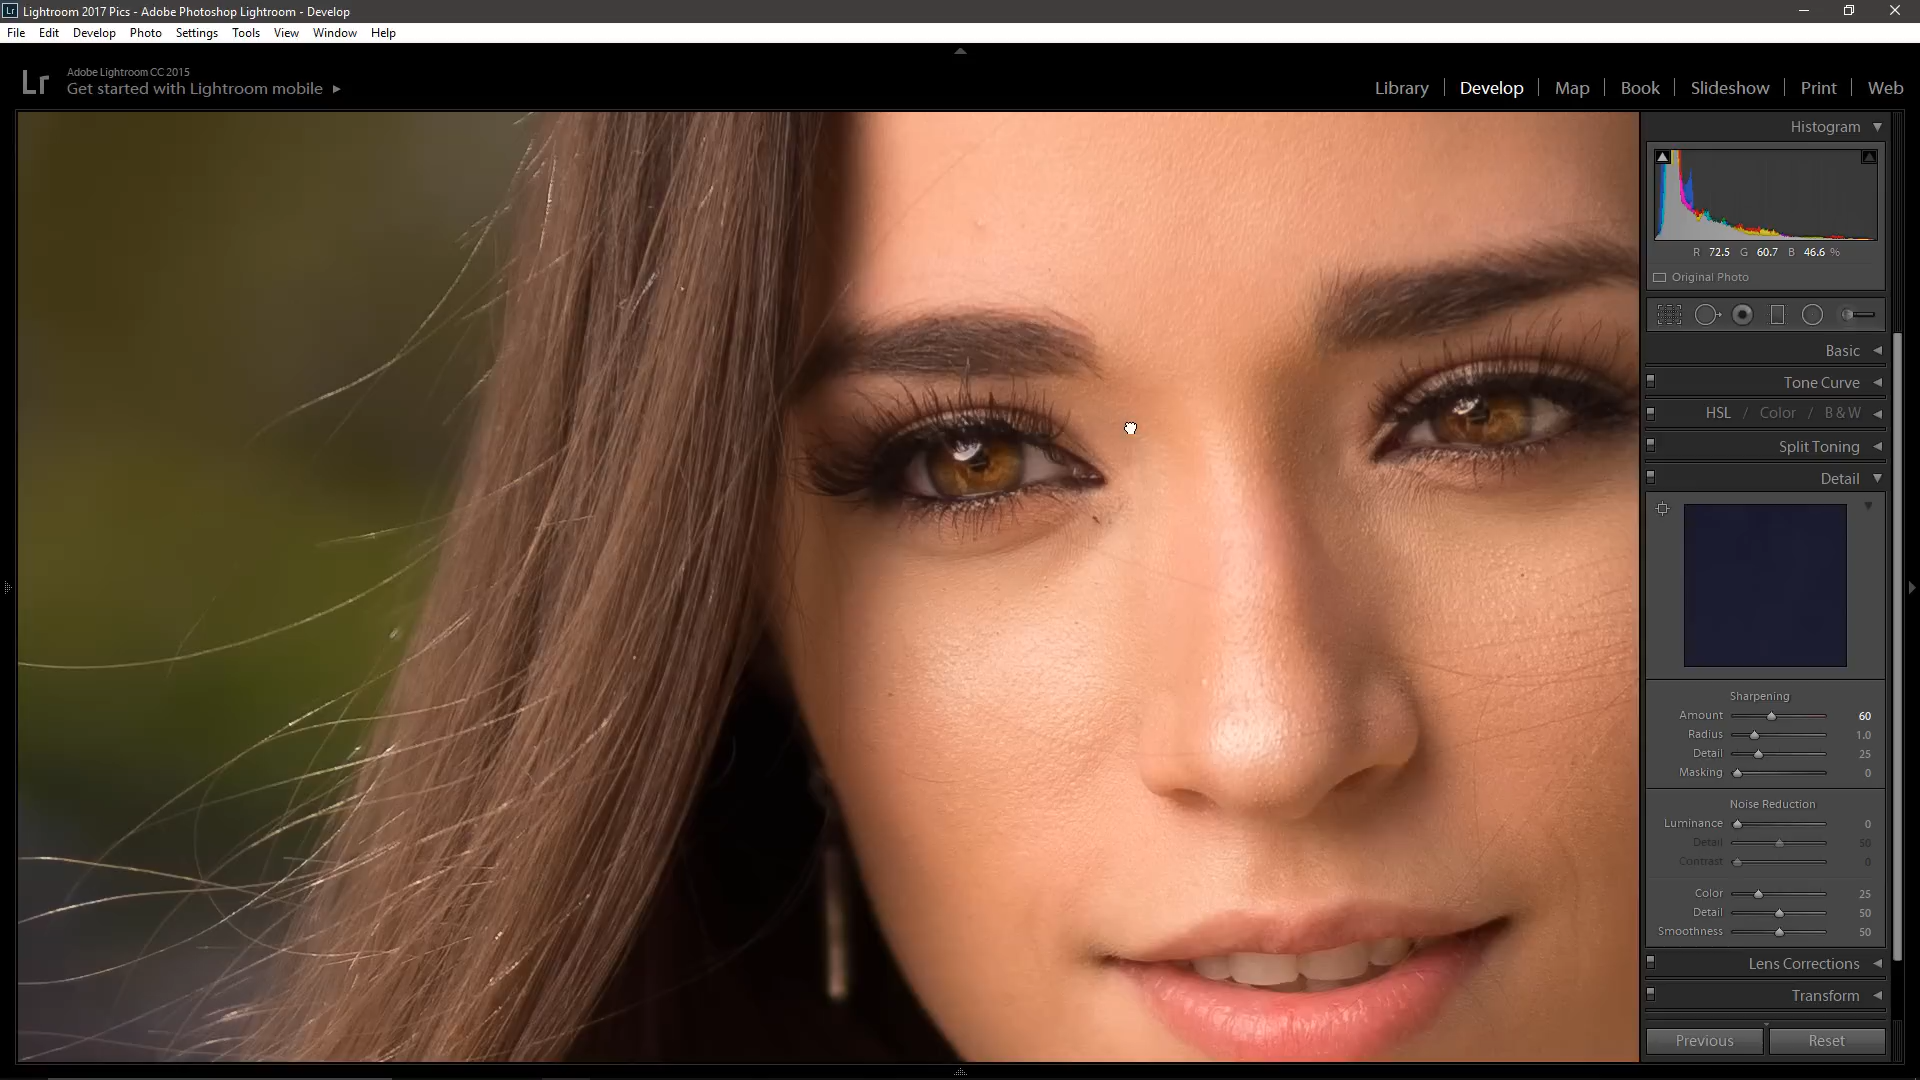 Lr Lightroom 2017 Pics - Adobe Photoshop Lightroom - Develop
File Edit Develop Photo Settings Tools View Window Help
Lr
Adobe Lightroom CC 2015
Get started with Lightroom mobile
Library Develop Map Book Slideshow Print Web
Histogram
R 72.5 G 60.7 B 46.6 %
Original Photo
Basic
Tone Curve
HSL / Color / B & W
Split Toning
Detail
Sharpening
Amount 60
Radius 1.0
Detail 25
Masking 0
Noise Reduction
Luminance 0
Detail 50
Contrast 0
Color 25
Detail 50
Smoothness 50
Lens Corrections
Transform
Previous Reset